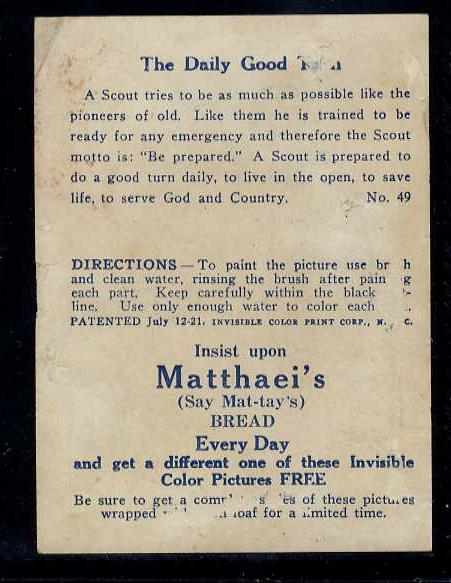 The Daily Good
A Scout tries to be as much as possible like the
pioneers of old. Like them he is trained to be
ready for any emergency and therefore the Scout
motto is: "Be prepared." A Scout is prepared to
do a good turn daily, to live in the open, to save
life, to serve God and Country. No. 49
DIRECTIONS — To paint the picture use
and clean water, rinsing the brush after
each part. Keep carefully within the black
line. Use only enough water to color each
PATENTED July 12-21. INVISIBLE COLOR PRINT CORP., N. C.
Insist upon
Matthaei's
(Say Mat-tay's)
BREAD
Every Day
and get a different one of these Invisible
Color Pictures FREE
Be sure to get a of these pictures
wrapped loaf for a limited time.